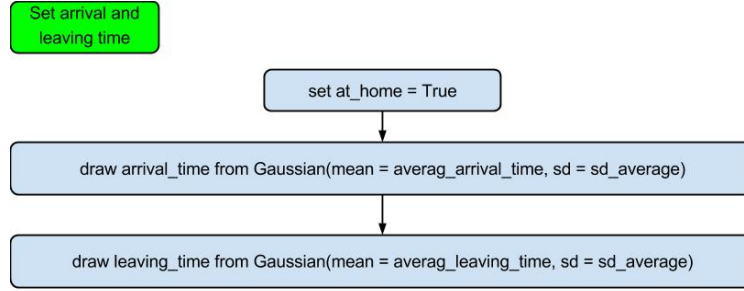 Set arrival and
leaving time
set at_home = True
draw arrival_time from Gaussian(mean = averag_arrival_time, sd = sd_average)
draw leaving_time from Gaussian(mean = averag_leaving_time, sd = sd_average)